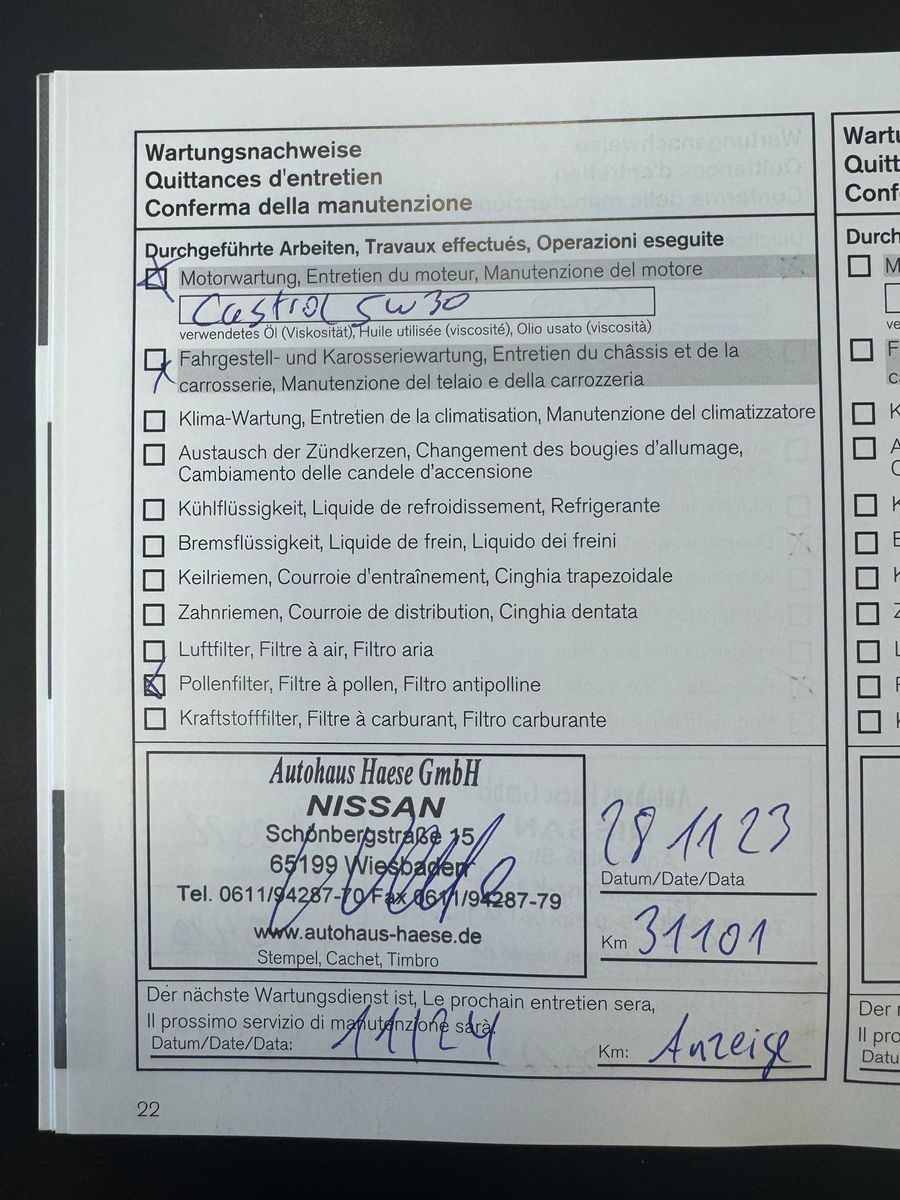 Wartungsnachweise
Quittances d'entretien
Conferma della manutenzione
Durchgeführte Arbeiten, Travaux effectués, Operazioni eseguite
Motorwartung, Entretien du moteur, Manutenzione del motore
Castrol 5W30
verwendetes Öl (Viskosität), Huile utilisée (viscosité), Olio usato (viscosità)
Fahrgestell- und Karosseriewartung, Entretien du châssis et de la
carrosserie, Manutenzione del telaio e della carrozzeria
Klima-Wartung, Entretien de la climatisation, Manutenzione del climatizzatore
Austausch der Zündkerzen, Changement des bougies d'allumage,
Cambiamento delle candele d'accensione
Kühlflüssigkeit, Liquide de refroidissement, Refrigerante
Bremsflüssigkeit, Liquide de frein, Liquido dei freini
Keilriemen, Courroie d'entraînement, Cinghia trapezoidale
Zahnriemen, Courroie de distribution, Cinghia dentata
Luftfilter, Filtre à air, Filtro aria
Pollenfilter, Filtre à pollen, Filtro antipolline
Kraftstofffilter, Filtre à carburant, Filtro carburante
Autohaus Haese GmbH
NISSAN
Schönbergstraße 15
65199 Wiesbaden
Tel. 0611/94287-70 Fax 0611/94287-79
www.autohaus-haese.de
Stempel, Cachet, Timbro
28 11 23
Datum/Date/Data
Km 31101
Der nächste Wartungsdienst ist, Le prochain entretien sera,
Il prossimo servizio di manutenzione sarà:
Datum/Date/Data: 11/24
Km: Anzeige
22